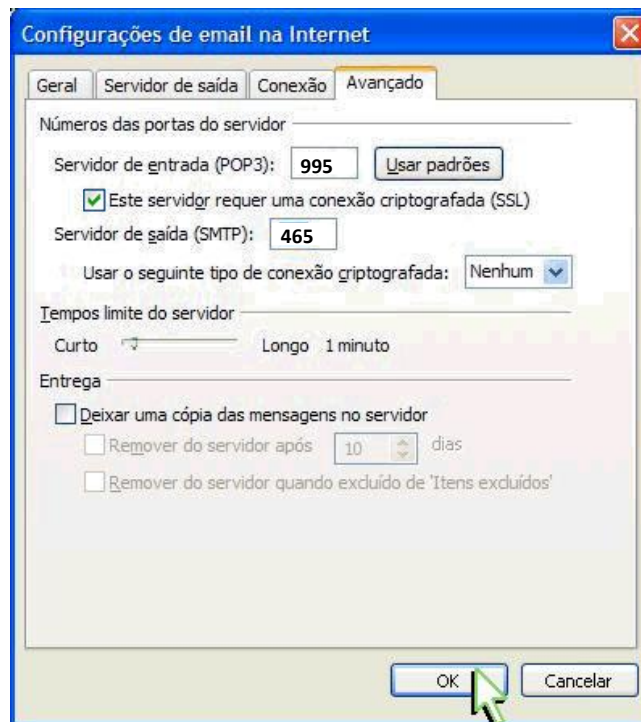 Configurações de email na Internet
Geral Servidor de saída Conexão Avançado
Números das portas do servidor
Servidor de entrada (POP3): 995 Usar padrões
Este servidor requer uma conexão criptografada (SSL)
Servidor de saída (SMTP): 465
Usar o seguinte tipo de conexão criptografada: Nenhum
Tempos limite do servidor
Curto Longo 1 minuto
Entrega
Deixar uma cópia das mensagens no servidor
Remover do servidor após 10 dias
Remover do servidor quando excluído de 'Itens excluídos'
OK Cancelar